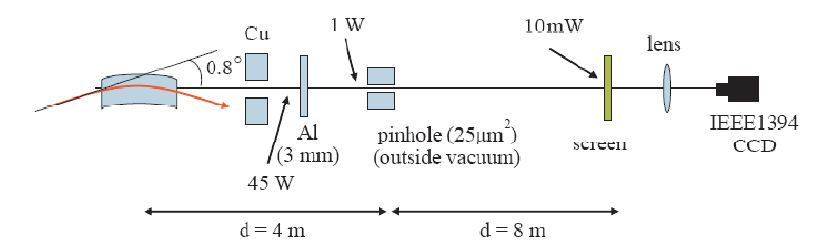 Cu
1 W
10mW
lens
0.8°
Al
(3 mm)
pinhole (25μm²)
(outside vacuum)
screen
IEEE1394
CCD
45 W
d = 4 m
d = 8 m